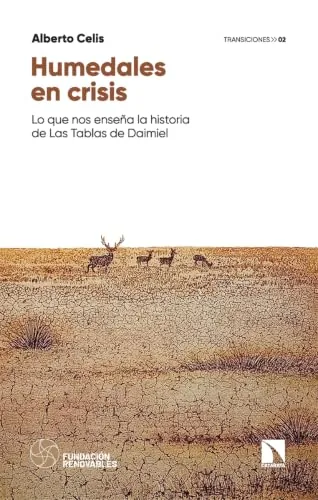 Alberto Celis
TRANSICIONES >> 02
Humedales
en crisis
Lo que nos enseña la historia
de Las Tablas de Daimiel
FUNDACIÓN
RENOVABLES
CATARATA